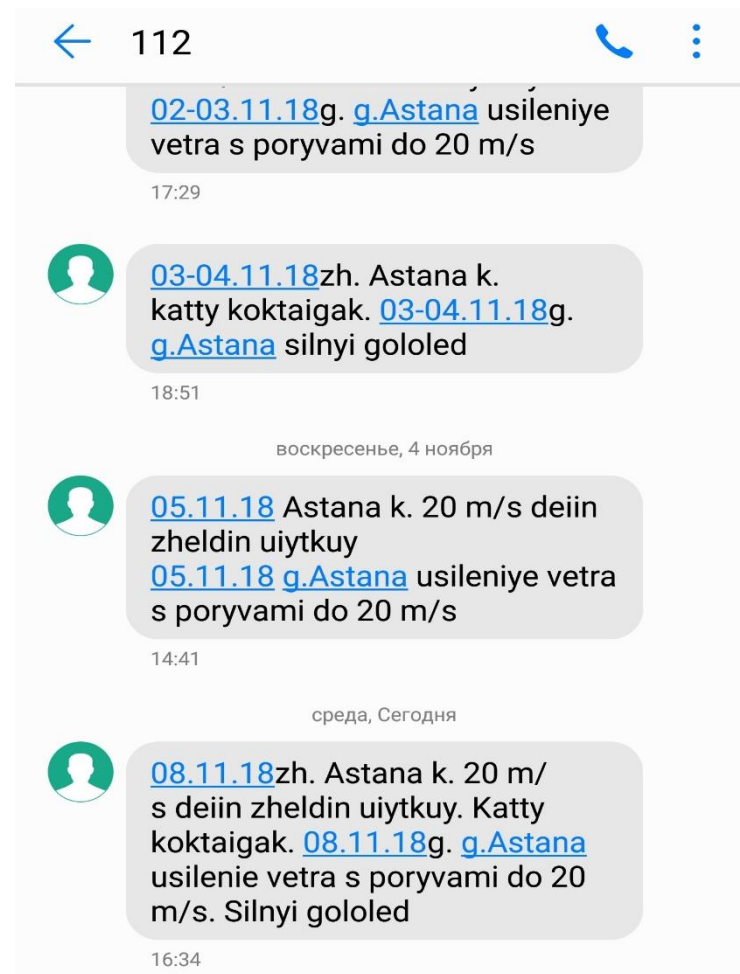 112
02-03.11.18g. g.Astana usileniye
vetra s poryvami do 20 m/s
17:29
03-04.11.18zh. Astana k.
katty koktaigak. 03-04.11.18g.
g.Astana silnyi gololed
18:51
воскресенье, 4 ноября
05.11.18 Astana k. 20 m/s deiin
zheldin uiytkuy
05.11.18 g.Astana usileniye vetra
s poryvami do 20 m/s
14:41
среда, Сегодня
08.11.18zh. Astana k. 20 m/
s deiin zheldin uiytkuy. Katty
koktaigak. 08.11.18g. g.Astana
usilenie vetra s poryvami do 20
m/s. Silnyi gololed
16:34